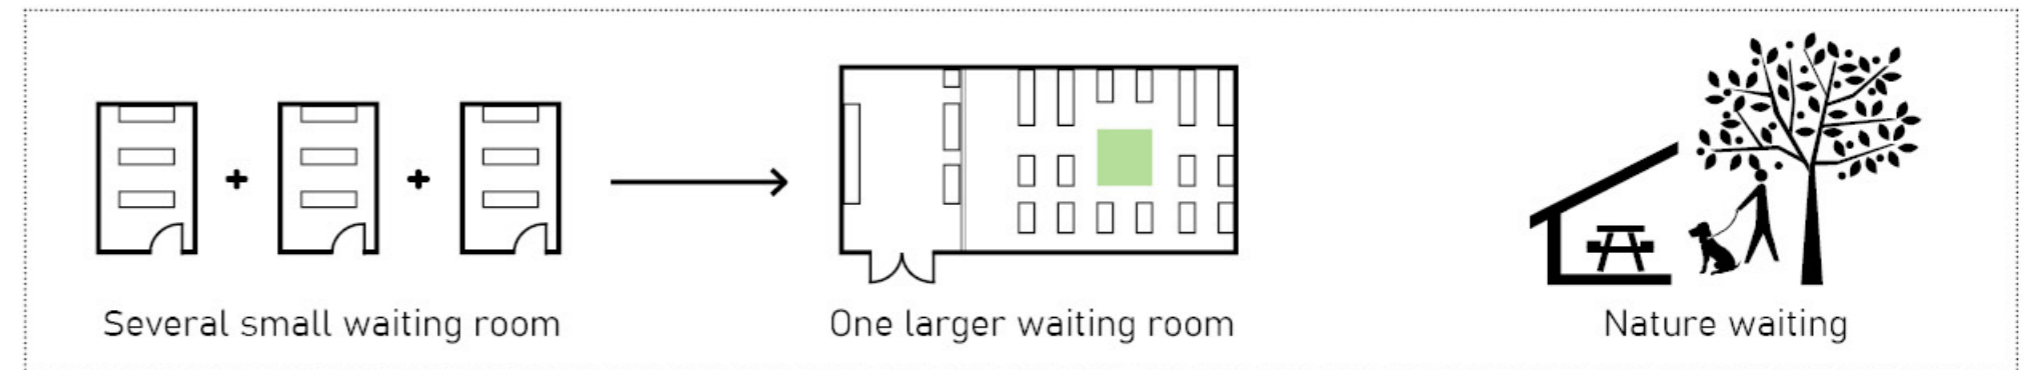 Several small waiting room
One larger waiting room
Nature waiting